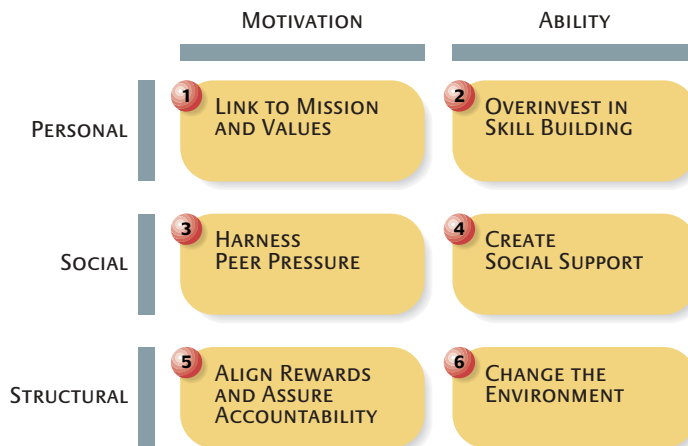 MOTIVATION ABILITY
PERSONAL
1 LINK TO MISSION
AND VALUES
2 OVERINVEST IN
SKILL BUILDING
SOCIAL
3 HARNESS
PEER PRESSURE
4 CREATE
SOCIAL SUPPORT
STRUCTURAL
5 ALIGN REWARDS
AND ASSURE
ACCOUNTABILITY
6 CHANGE THE
ENVIRONMENT